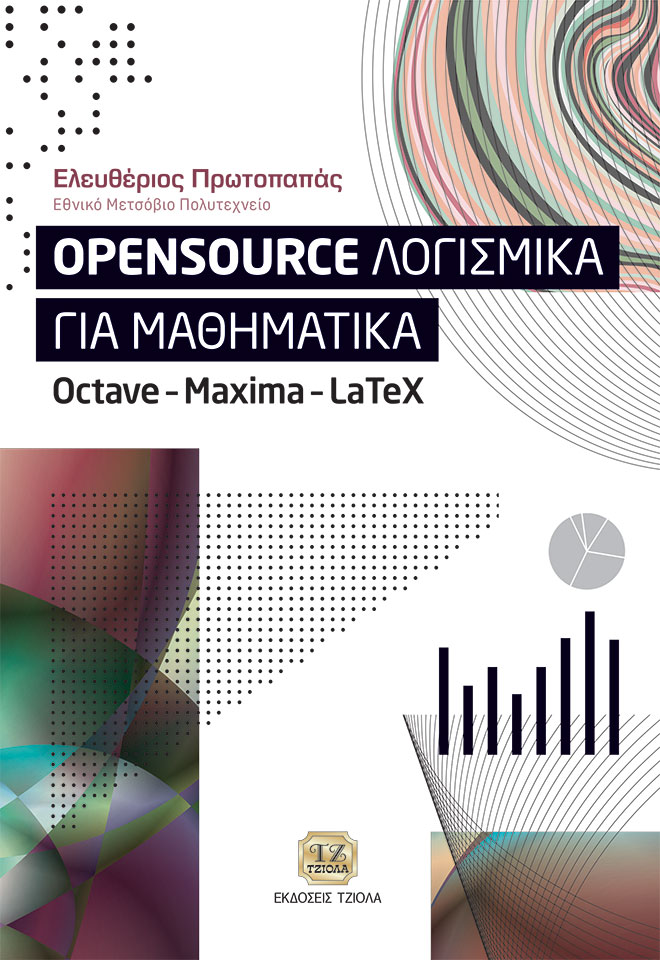 Ελευθέριος Πρωτοπαπάς
Εθνικό Μετσόβιο Πολυτεχνείο
OPENSOURCE ΛΟΓΙΣΜΙΚΑ
ΓΙΑ ΜΑΘΗΜΑΤΙΚΑ
Octave – Maxima – LaTeX
ΤΖ
ΤΖΙΟΛΑ
ΕΚΔΟΣΕΙΣ ΤΖΙΟΛΑ